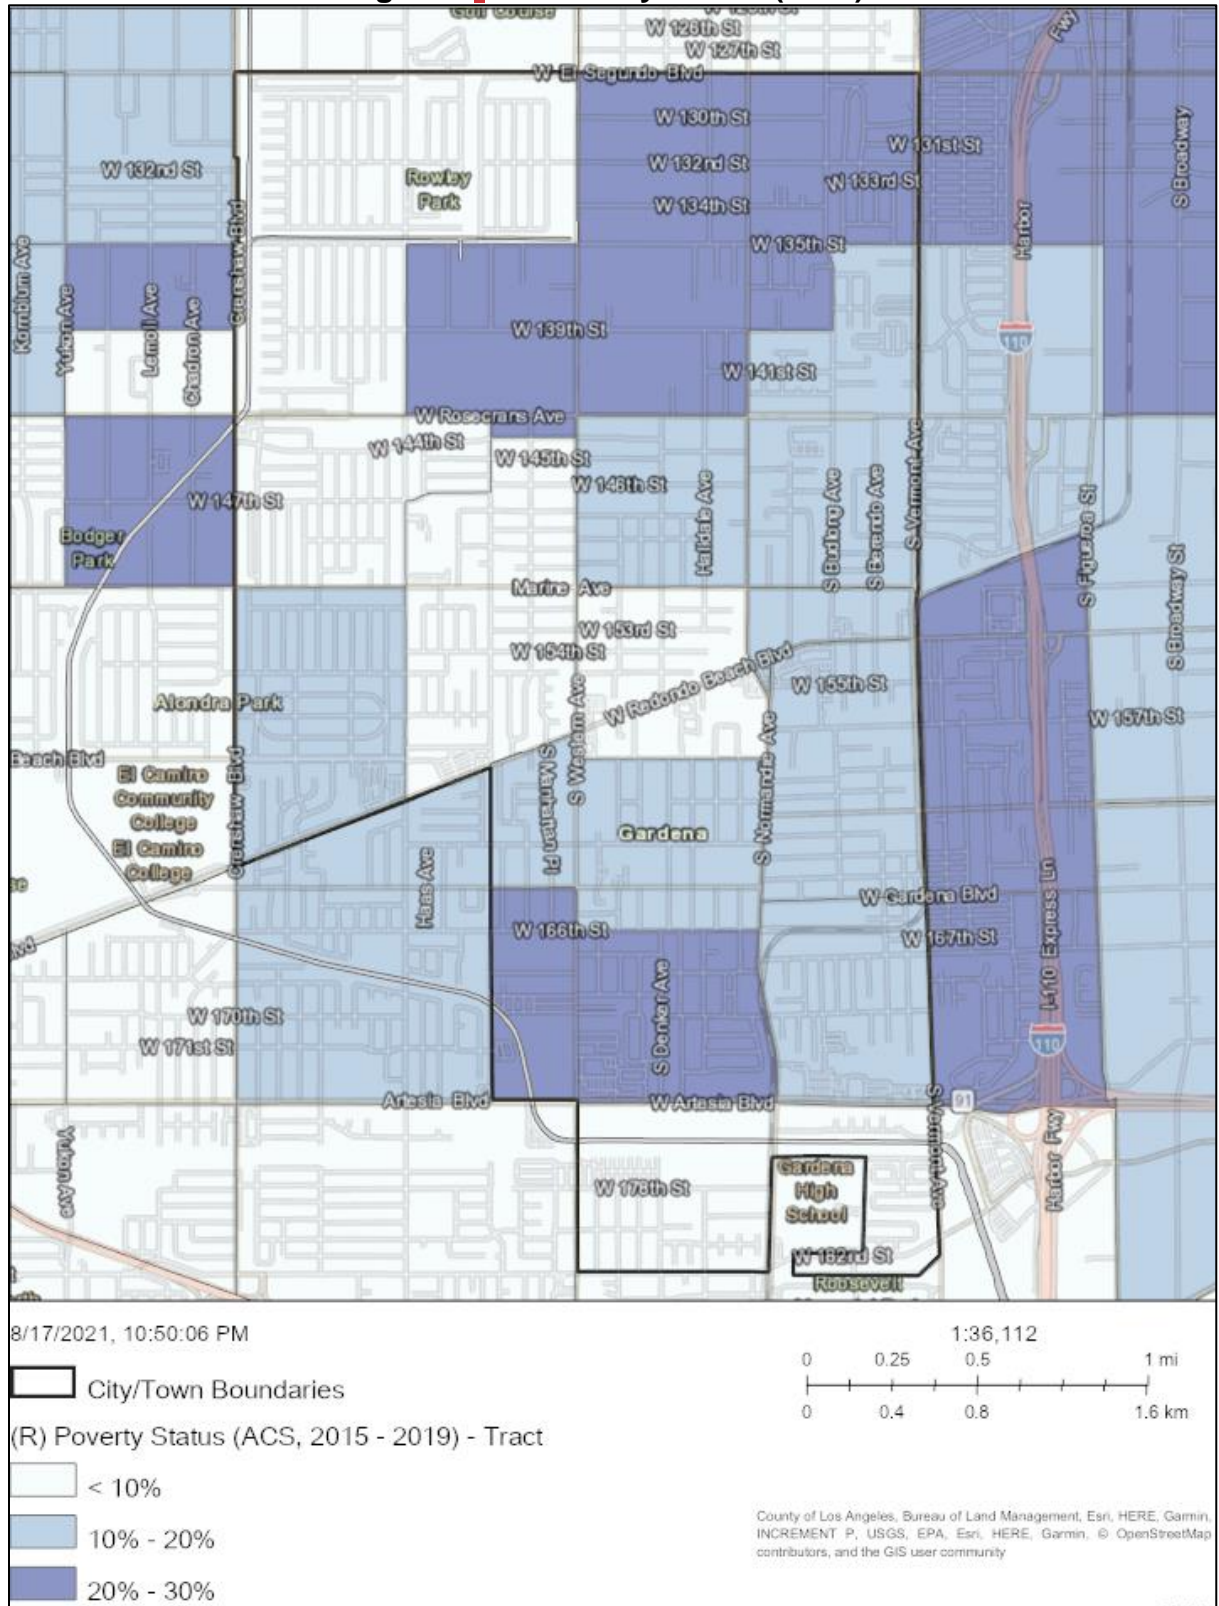 Golf Course
W 126th St
W 127th St
Fwy
W El Segundo Blvd
W 130th St
W 131st St
S Broadway
W 132nd St
W 132nd St
Rowley
Park
W 133rd St
W 134th St
Crenshaw Blvd
Harbor
W 135th St
Kornblum Ave
Yukon Ave
Lemoli Ave
Chadron Ave
W 139th St
110
W 141st St
W Rosecrans Ave
W 144th St
W 145th St
W 146th St
W 147th St
Halldale Ave
S Budlong Ave
S Berendo Ave
S Vermont Ave
S Figueroa St
Bodger
Park
Marine Ave
S Broadway St
W 153rd St
W 154th St
W Redondo Beach Blvd
W 155th St
Alondra Park
W 157th St
Beach Blvd
El Camino
Community
College
El Camino
College
Crenshaw Blvd
S Manhattan Pl
S Western Ave
S Normandie Ave
Gardena
Haas Ave
W Gardena Blvd
W 166th St
W 167th St
I-110 Express Ln
S Denker Ave
W 170th St
W 171st St
110
Artesia Blvd
W Artesia Blvd
91
S Vermont Ave
Harbor Fwy
Yukon Ave
W 178th St
Gardena
High
School
W 182nd St
Roosevelt
8/17/2021, 10:50:06 PM
1:36,112
0 0.25 0.5 1 mi
0 0.4 0.8 1.6 km
City/Town Boundaries
(R) Poverty Status (ACS, 2015 - 2019) - Tract
< 10%
10% - 20%
20% - 30%
County of Los Angeles, Bureau of Land Management, Esri, HERE, Garmin,
INCREMENT P, USGS, EPA, Esri, HERE, Garmin, © OpenStreetMap
contributors, and the GIS user community